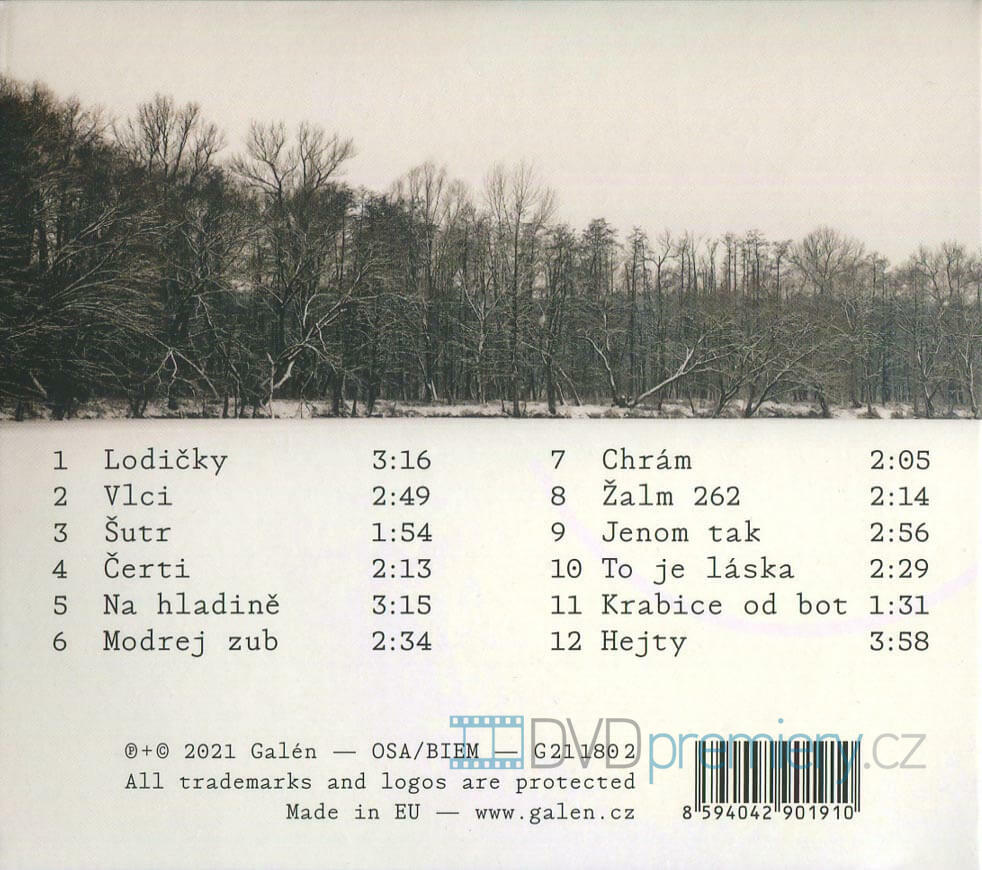 1 Lodičky 3:16
2 Vlci 2:49
3 Šutr 1:54
4 Čerti 2:13
5 Na hladině 3:15
6 Modrej zub 2:34
7 Chrám 2:05
8 Žalm 262 2:14
9 Jenom tak 2:56
10 To je láska 2:29
11 Krabice od bot 1:31
12 Hejty 3:58
℗+© 2021 Galén — OSA/BIEM — G211802
All trademarks and logos are protected
Made in EU — www.galen.cz
DVDpremiery.cz
8 594042 901910